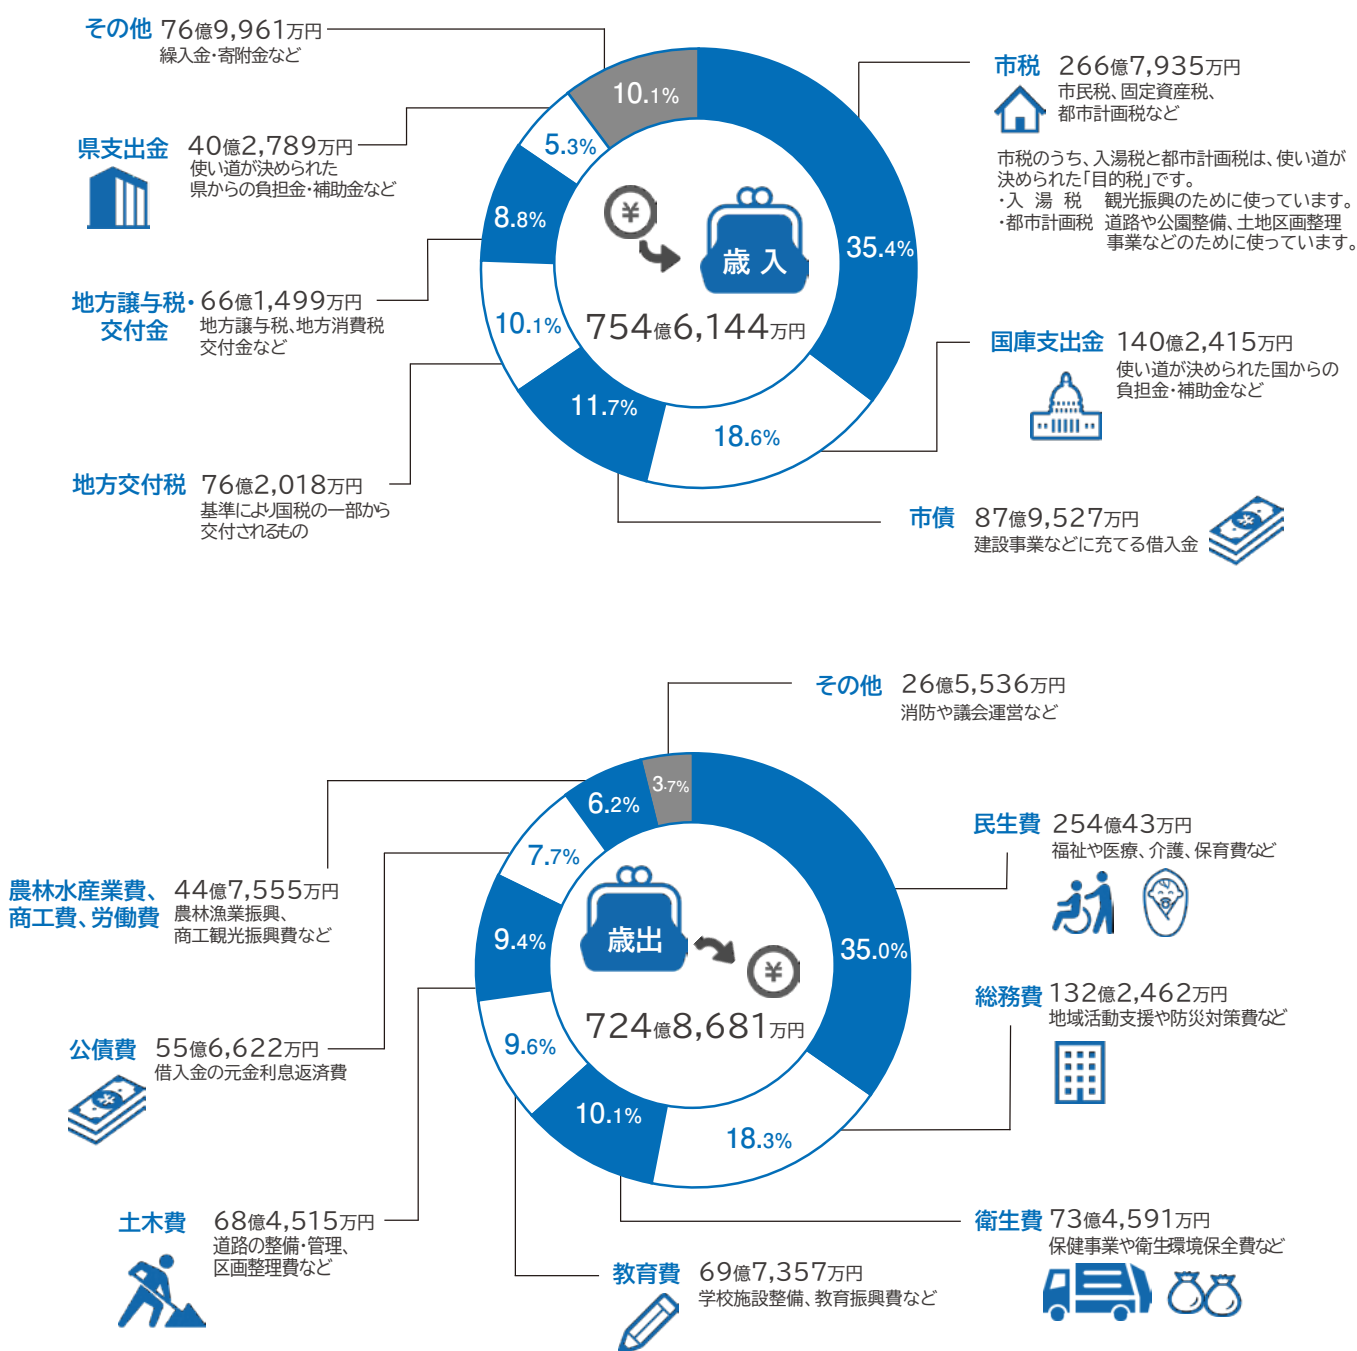 その他 76億9,961万円
繰入金・寄附金など
10.1%
県支出金 40億2,789万円
使い道が決められた
県からの負担金・補助金など
5.3%
地方譲与税・
交付金
66億1,499万円
地方譲与税、地方消費税
交付金など
8.8%
地方交付税 76億2,018万円
基準により国税の一部から
交付されるもの
10.1%
市税 266億7,935万円
市民税、固定資産税、
都市計画税など
市税のうち、入湯税と都市計画税は、使い道が
決められた「目的税」です。
・入 湯 税 観光振興のために使っています。
・都市計画税 道路や公園整備、土地区画整理
事業などのために使っています。
35.4%
国庫支出金 140億2,415万円
使い道が決められた国からの
負担金・補助金など
18.6%
市債 87億9,527万円
建設事業などに充てる借入金
11.7%
¥
歳入
754億6,144万円
その他 26億5,536万円
消防や議会運営など
3.7%
民生費 254億43万円
福祉や医療、介護、保育費など
35.0%
総務費 132億2,462万円
地域活動支援や防災対策費など
18.3%
衛生費 73億4,591万円
保健事業や衛生環境保全費など
10.1%
教育費 69億7,357万円
学校施設整備、教育振興費など
9.6%
土木費 68億4,515万円
道路の整備・管理、
区画整理費など
9.4%
公債費 55億6,622万円
借入金の元金利息返済費
7.7%
農林水産業費、
商工費、労働費
44億7,555万円
農林漁業振興、
商工観光振興費など
6.2%
歳出
¥
724億8,681万円